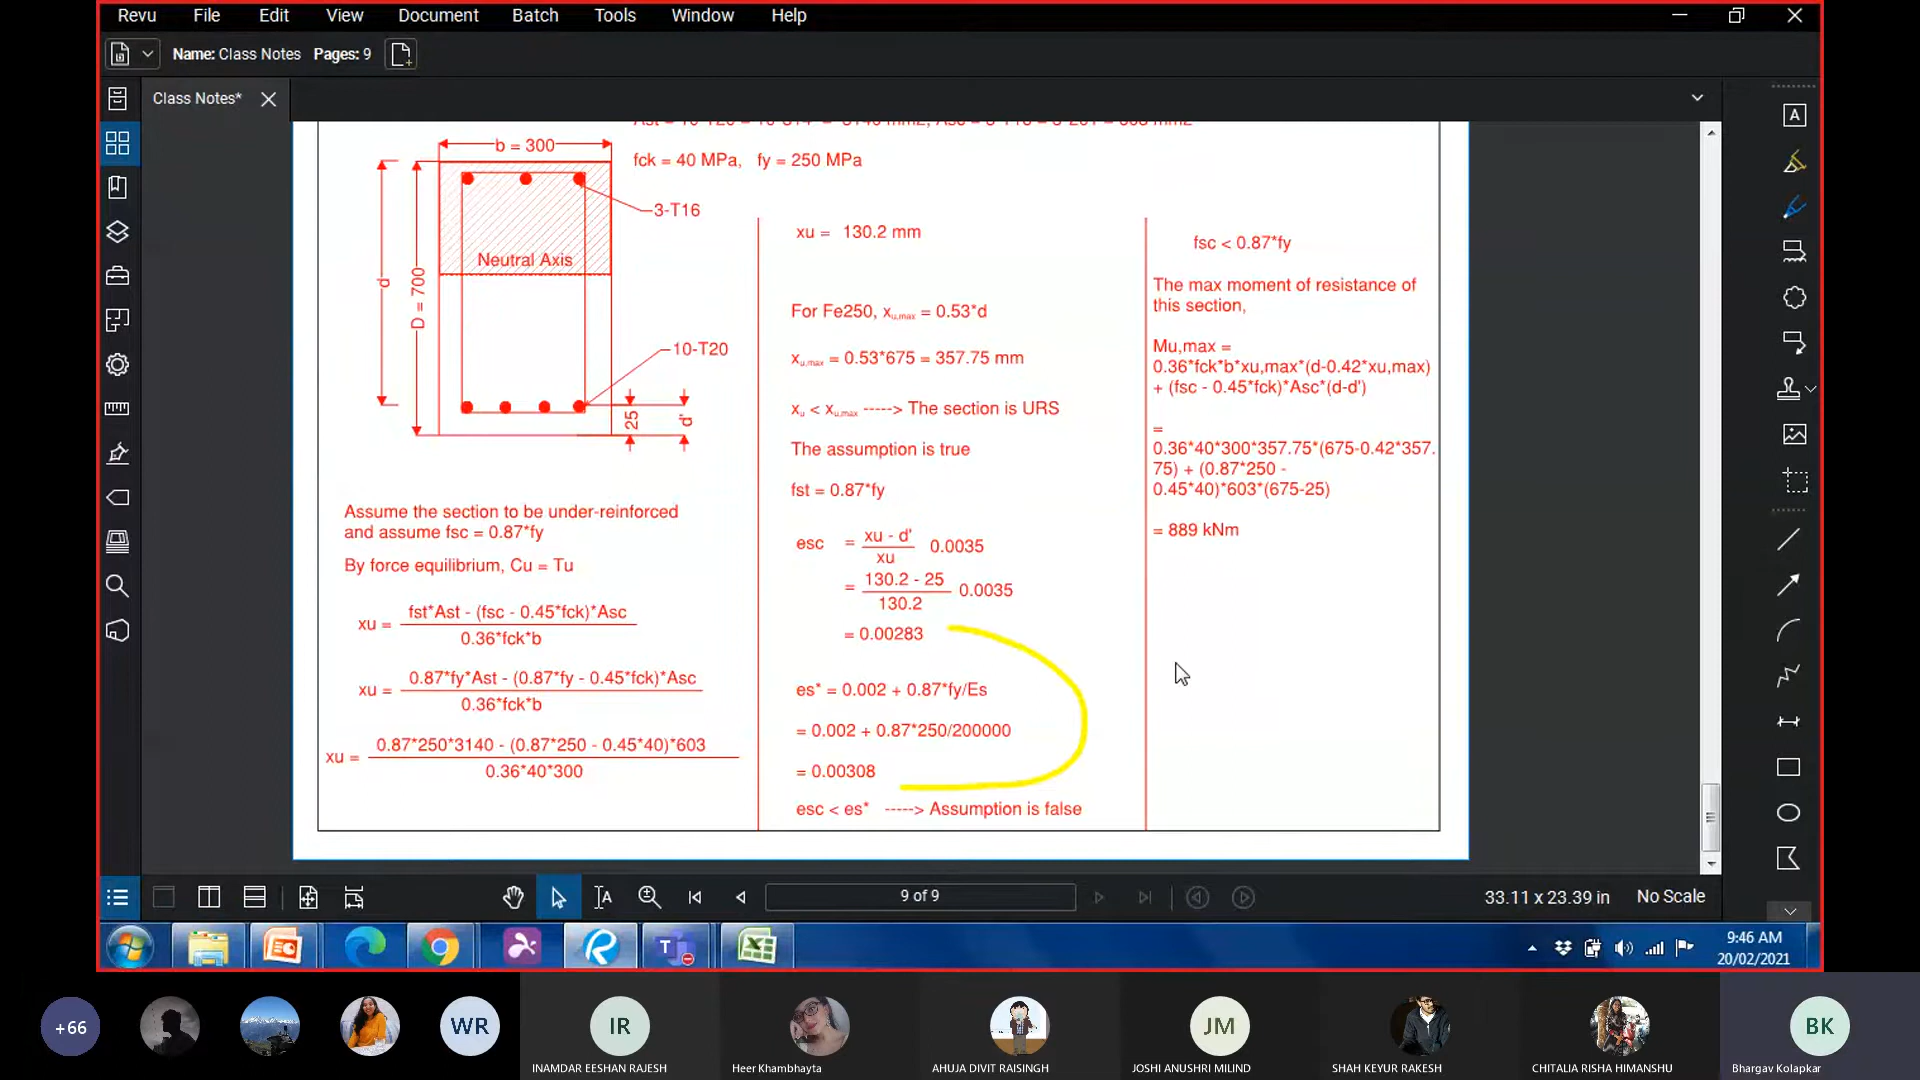 Revu File Edit View Document Batch Tools Window Help
Name: Class Notes Pages: 9
Class Notes*
b = 300
fck = 40 MPa, fy = 250 MPa
3-T16
Neutral Axis
d
D = 700
10-T20
25
d'
Assume the section to be under-reinforced
and assume fsc = 0.87*fy
By force equilibrium, Cu = Tu
xu =
fst*Ast - (fsc - 0.45*fck)*Asc
0.36*fck*b
xu =
0.87*fy*Ast - (0.87*fy - 0.45*fck)*Asc
0.36*fck*b
xu =
0.87*250*3140 - (0.87*250 - 0.45*40)*603
0.36*40*300
xu = 130.2 mm
For Fe250, xu,max = 0.53*d
xu,max = 0.53*675 = 357.75 mm
xu < xu,max -----> The section is URS
The assumption is true
fst = 0.87*fy
esc =
xu - d'
xu
0.0035
=
130.2 - 25
130.2
0.0035
= 0.00283
es* = 0.002 + 0.87*fy/Es
= 0.002 + 0.87*250/200000
= 0.00308
esc < es* -----> Assumption is false
fsc < 0.87*fy
The max moment of resistance of
this section,
Mu,max =
0.36*fck*b*xu,max*(d-0.42*xu,max)
+ (fsc - 0.45*fck)*Asc*(d-d')
=
0.36*40*300*357.75*(675-0.42*357.
75) + (0.87*250 -
0.45*40)*603*(675-25)
= 889 kNm
9 of 9
33.11 x 23.39 in No Scale
9:46 AM
20/02/2021
+66
WR
IR
INAMDAR EESHAN RAJESH
Heer Khambhayta
AHUJA DIVIT RAISINGH
JM
JOSHI ANUSHRI MILIND
SHAH KEYUR RAKESH
CHITALIA RISHA HIMANSHU
BK
Bhargav Kolapkar